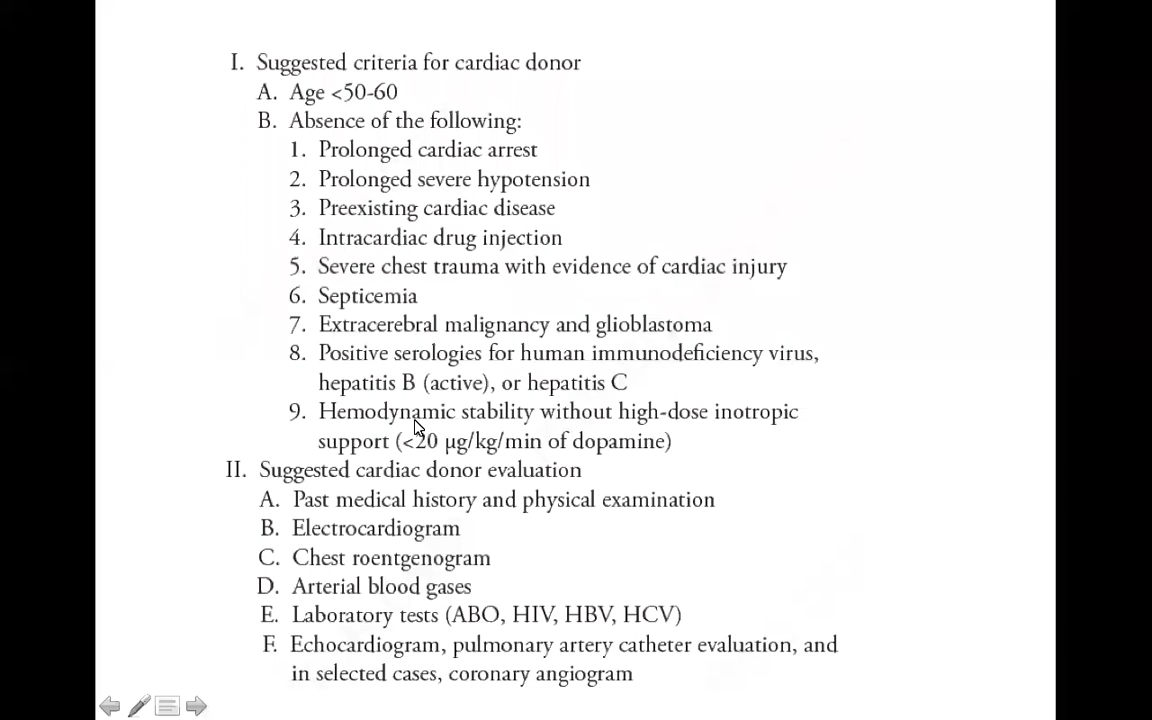 I. Suggested criteria for cardiac donor
A. Age <50-60
B. Absence of the following:
1. Prolonged cardiac arrest
2. Prolonged severe hypotension
3. Preexisting cardiac disease
4. Intracardiac drug injection
5. Severe chest trauma with evidence of cardiac injury
6. Septicemia
7. Extracerebral malignancy and glioblastoma
8. Positive serologies for human immunodeficiency virus,
hepatitis B (active), or hepatitis C
9. Hemodynamic stability without high-dose inotropic
support (<20 µg/kg/min of dopamine)
II. Suggested cardiac donor evaluation
A. Past medical history and physical examination
B. Electrocardiogram
C. Chest roentgenogram
D. Arterial blood gases
E. Laboratory tests (ABO, HIV, HBV, HCV)
F. Echocardiogram, pulmonary artery catheter evaluation, and
in selected cases, coronary angiogram